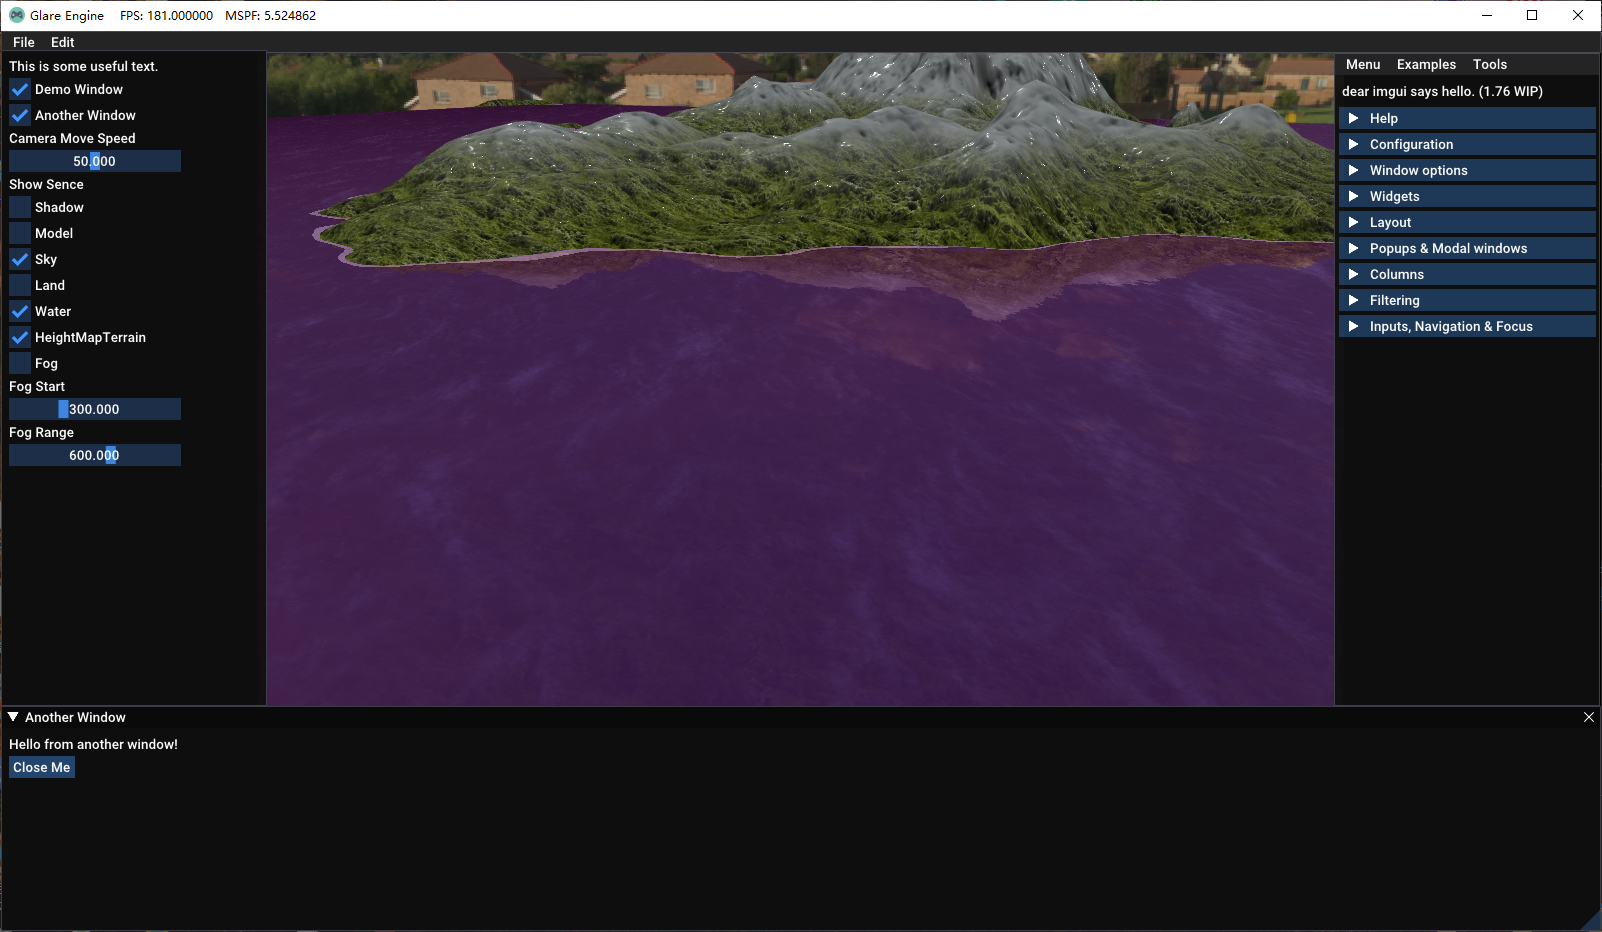 Glare Engine FPS: 181.000000 MSPF: 5.524862
File Edit
This is some useful text.
Demo Window
Another Window
Camera Move Speed
50.000
Show Sence
Shadow
Model
Sky
Land
Water
HeightMapTerrain
Fog
Fog Start
300.000
Fog Range
600.000
Menu Examples Tools
dear imgui says hello. (1.76 WIP)
Help
Configuration
Window options
Widgets
Layout
Popups & Modal windows
Columns
Filtering
Inputs, Navigation & Focus
Another Window
Hello from another window!
Close Me